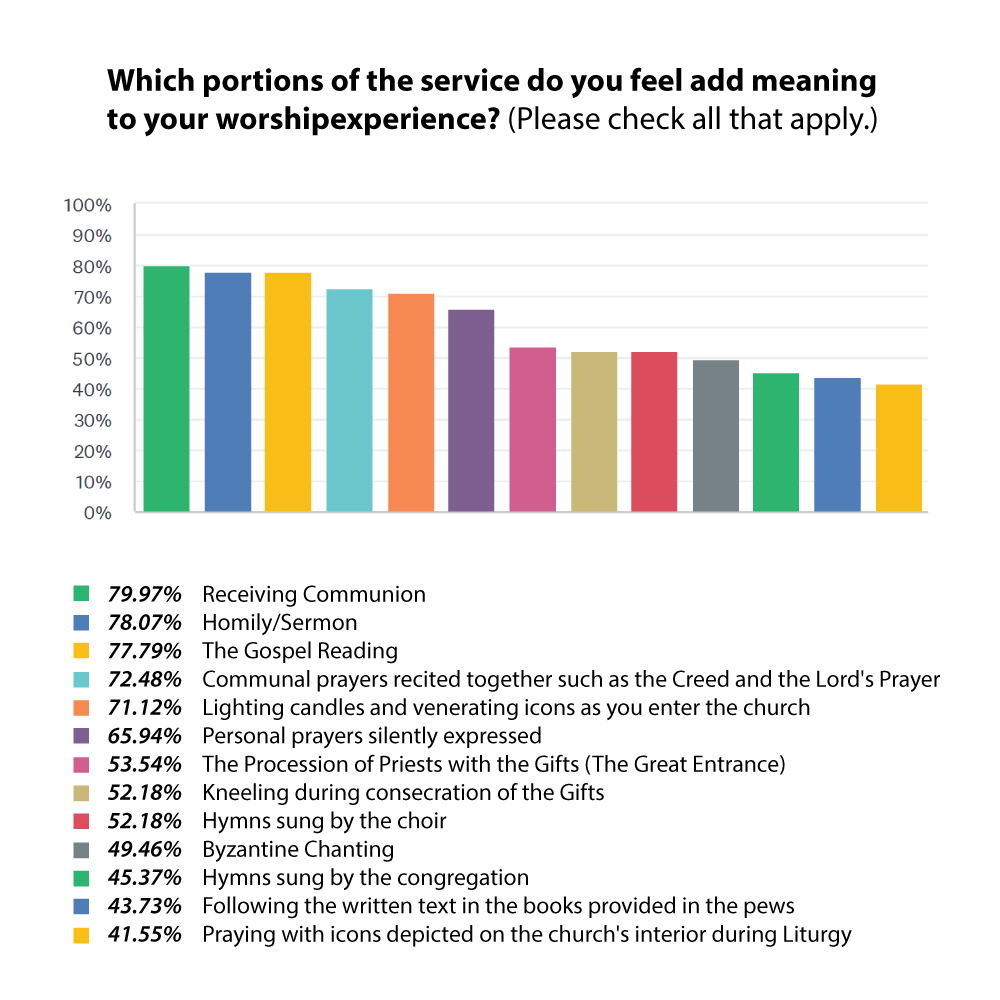 Which portions of the service do you feel add meaning
to your worshipexperience? (Please check all that apply.)
100%
90%
80%
70%
60%
50%
40%
30%
20%
10%
0%
79.97% Receiving Communion
78.07% Homily/Sermon
77.79% The Gospel Reading
72.48% Communal prayers recited together such as the Creed and the Lord's Prayer
71.12% Lighting candles and venerating icons as you enter the church
65.94% Personal prayers silently expressed
53.54% The Procession of Priests with the Gifts (The Great Entrance)
52.18% Kneeling during consecration of the Gifts
52.18% Hymns sung by the choir
49.46% Byzantine Chanting
45.37% Hymns sung by the congregation
43.73% Following the written text in the books provided in the pews
41.55% Praying with icons depicted on the church's interior during Liturgy